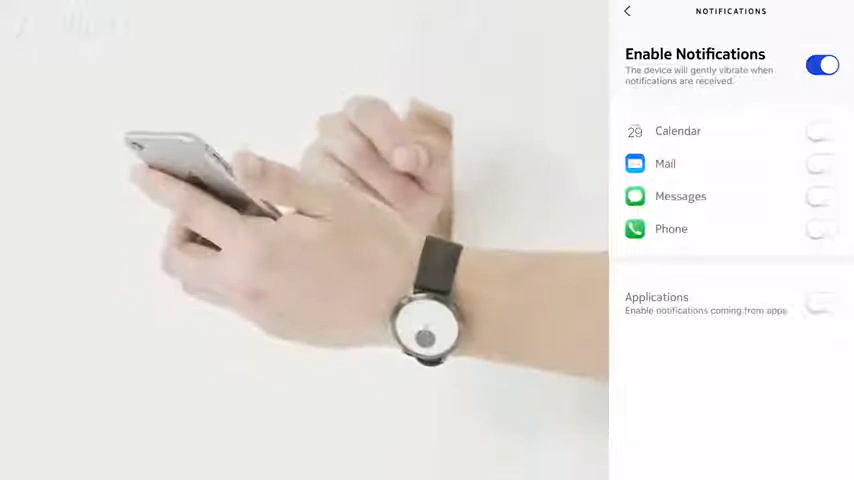 NOTIFICATIONS
Enable Notifications
The device will gently vibrate when
notifications are received.
29
Calendar
Mail
Messages
Phone
Applications
Enable notifications coming from apps